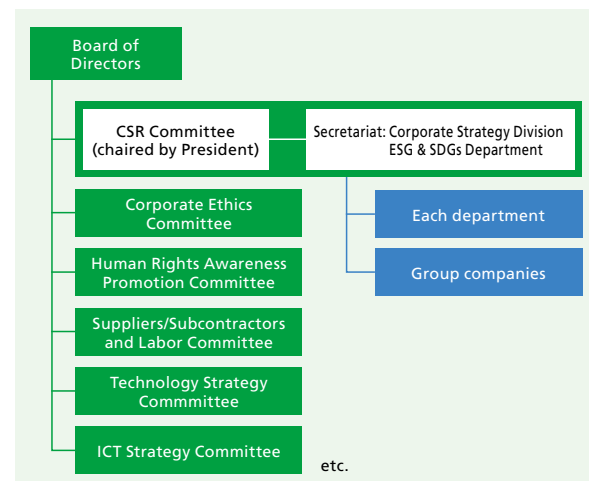 Board of
Directors
CSR Committee
(chaired by President)
Secretariat: Corporate Strategy Division
ESG & SDGs Department
Corporate Ethics
Committee
Each department
Human Rights Awareness
Promotion Committee
Group companies
Suppliers/Subcontractors
and Labor Committee
Technology Strategy
Commmittee
ICT Strategy Committee
etc.